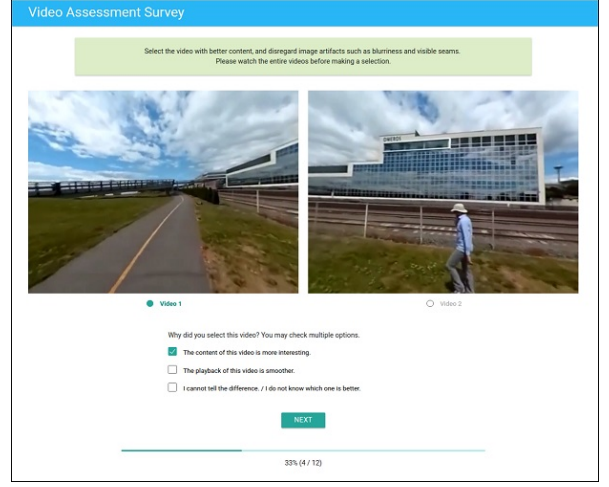 Video Assessment Survey
Select the video with better content, and disregard image artifacts such as blurriness and visible seams.
Please watch the entire videos before making a selection.
Video 1
Video 2
Why did you select this video? You may check multiple options.
The content of this video is more interesting.
The playback of this video is smoother.
I cannot tell the difference. / I do not know which one is better.
NEXT
33% (4 / 12)